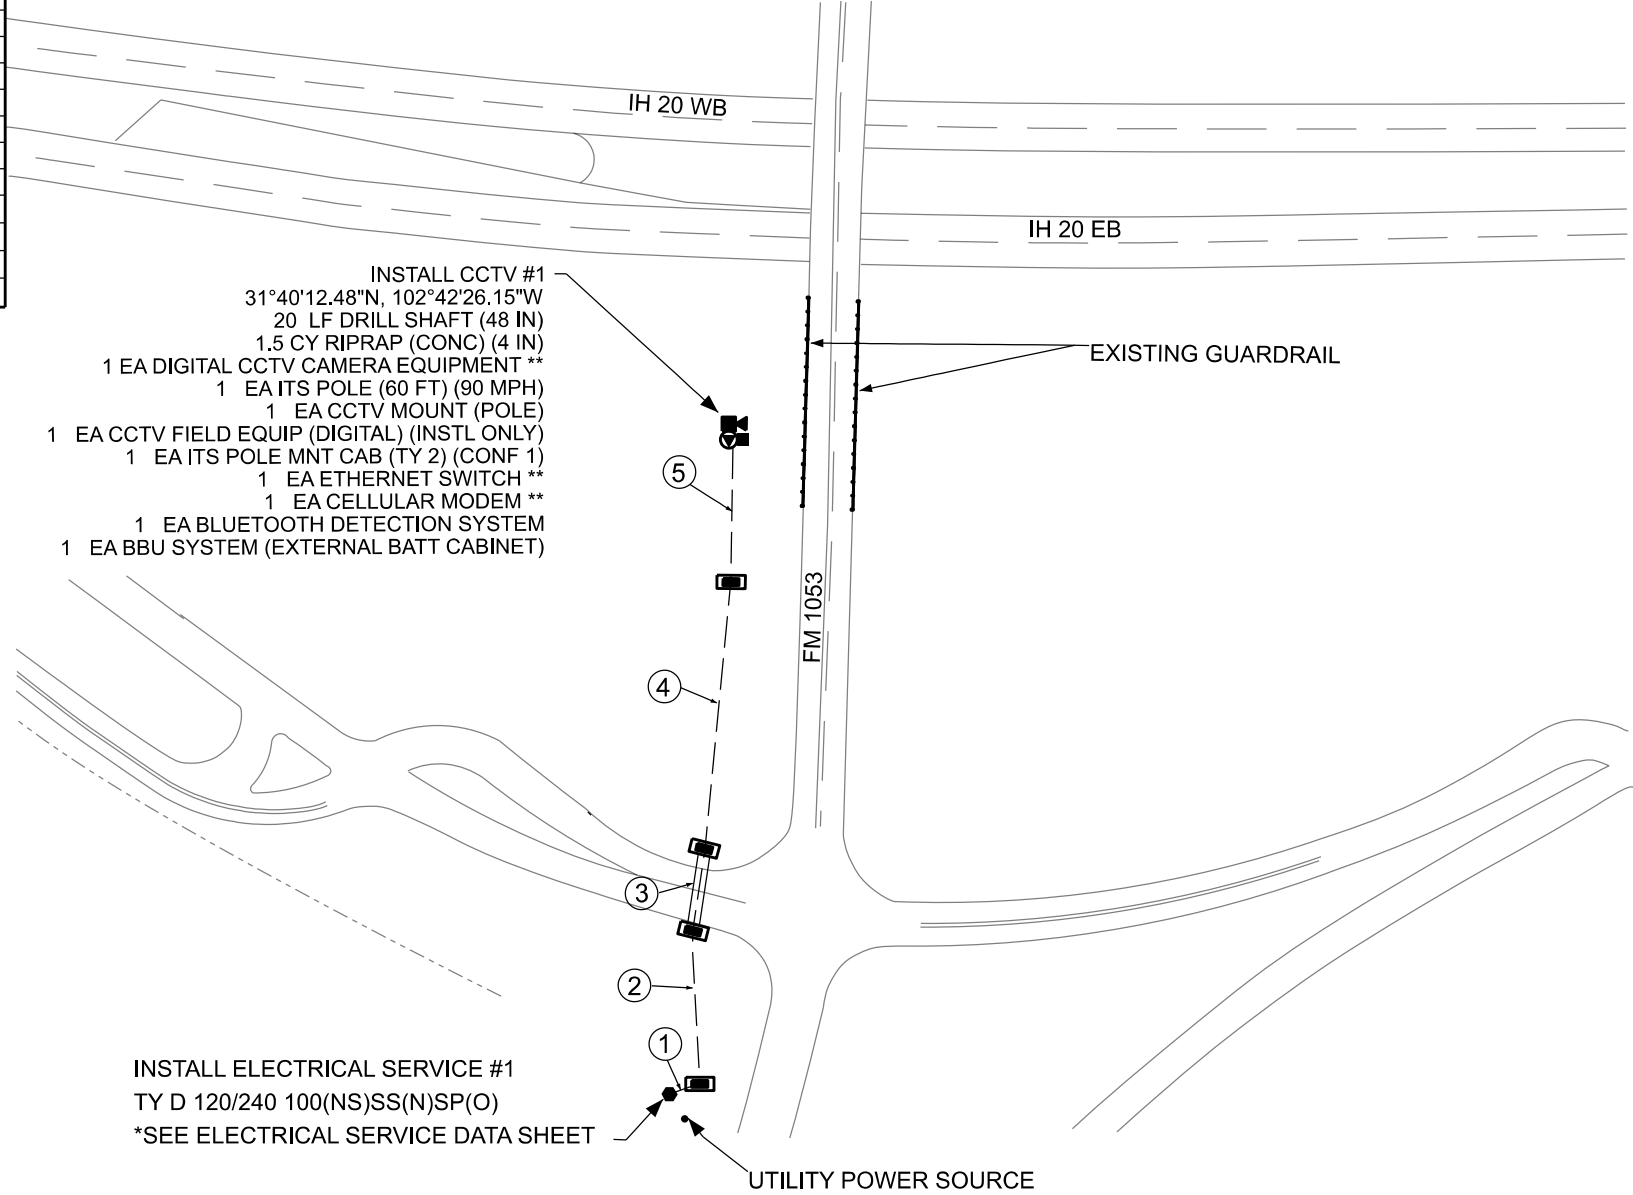 IH 20 WB
IH 20 EB
INSTALL CCTV #1
31°40'12.48"N, 102°42'26.15"W
20 LF DRILL SHAFT (48 IN)
1.5 CY RIPRAP (CONC) (4 IN)
1 EA DIGITAL CCTV CAMERA EQUIPMENT **
1 EA ITS POLE (60 FT) (90 MPH)
1 EA CCTV MOUNT (POLE)
1 EA CCTV FIELD EQUIP (DIGITAL) (INSTL ONLY)
1 EA ITS POLE MNT CAB (TY 2) (CONF 1)
1 EA ETHERNET SWITCH **
1 EA CELLULAR MODEM **
1 EA BLUETOOTH DETECTION SYSTEM
1 EA BBU SYSTEM (EXTERNAL BATT CABINET)
EXISTING GUARDRAIL
5
FM 1053
4
3
2
1
INSTALL ELECTRICAL SERVICE #1
TY D 120/240 100(NS)SS(N)SP(O)
*SEE ELECTRICAL SERVICE DATA SHEET
UTILITY POWER SOURCE